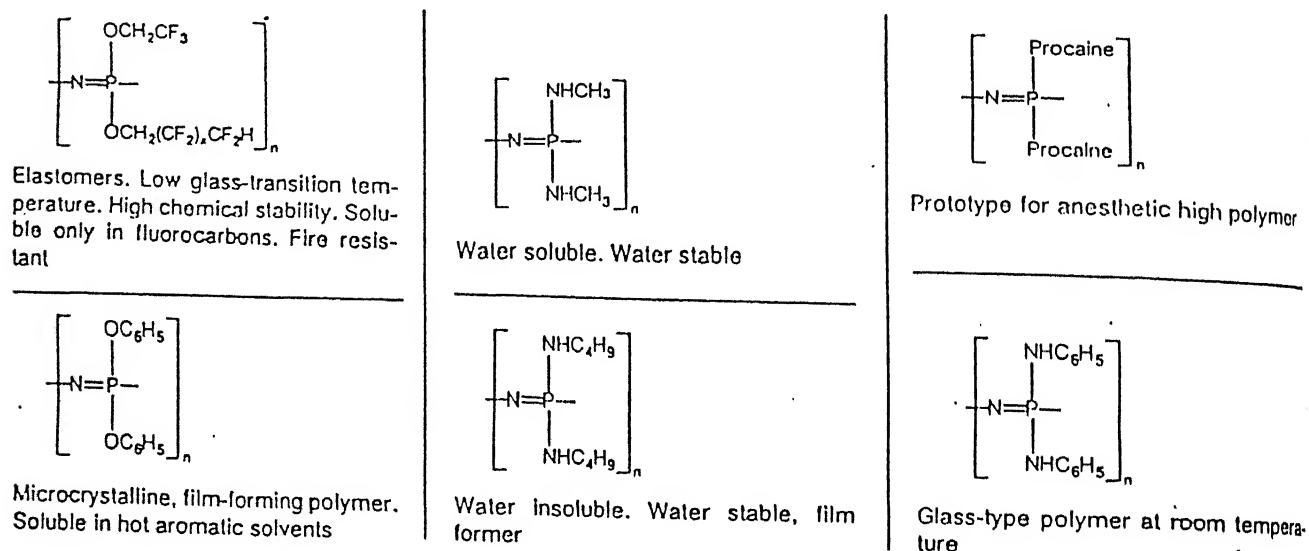 OCH₂CF₃
N=P
OCH₂(CF₂)ₓCF₂H
n
Elastomers. Low glass-transition tem-
perature. High chemical stability. Solu-
ble only in fluorocarbons. Fire resis-
tant
NHCH₃
N=P
NHCH₃
n
Water soluble. Water stable
Procaine
N=P
Procaine
n
Prototype for anesthetic high polymer
OC₆H₅
N=P
OC₆H₅
n
Microcrystalline, film-forming polymer.
Soluble in hot aromatic solvents
NHC₄H₉
N=P
NHC₄H₉
n
Water insoluble. Water stable, film
former
NHC₆H₅
N=P
NHC₆H₅
n
Glass-type polymer at room tempera-
ture